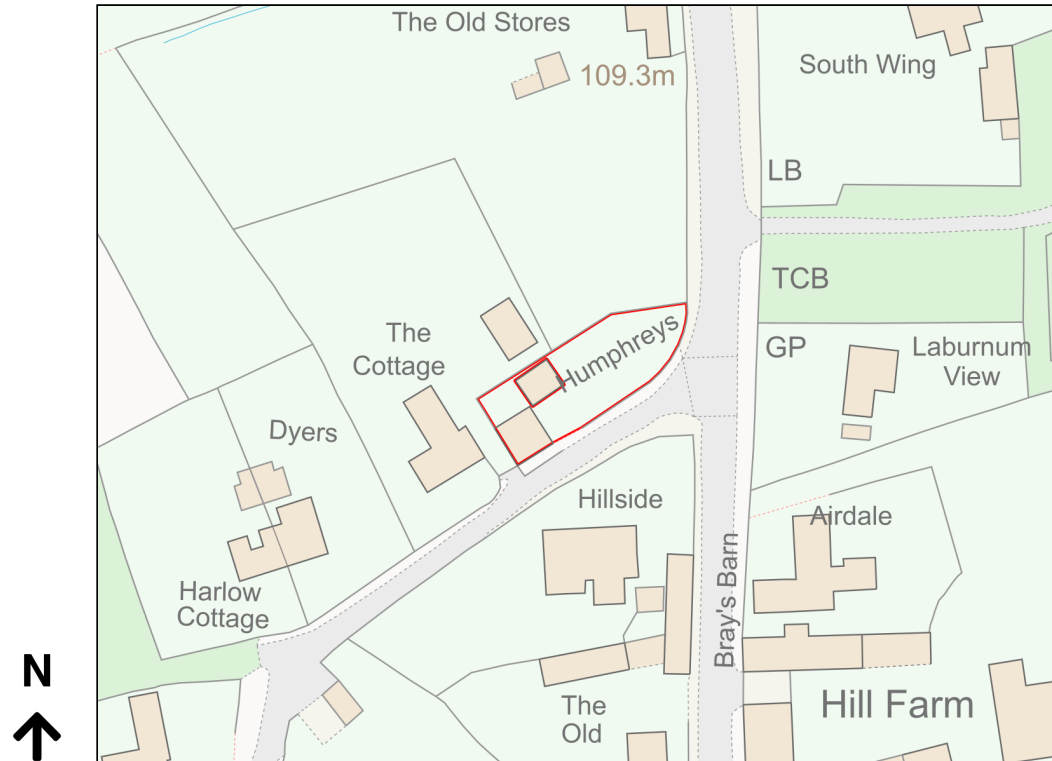 The Old Stores
109.3m
South Wing
LB
TCB
The
Cottage
Humphreys
GP
Laburnum
View
Dyers
Hillside
Airdale
Bray's Barn
Harlow
Cottage
N
The
Old
Hill Farm